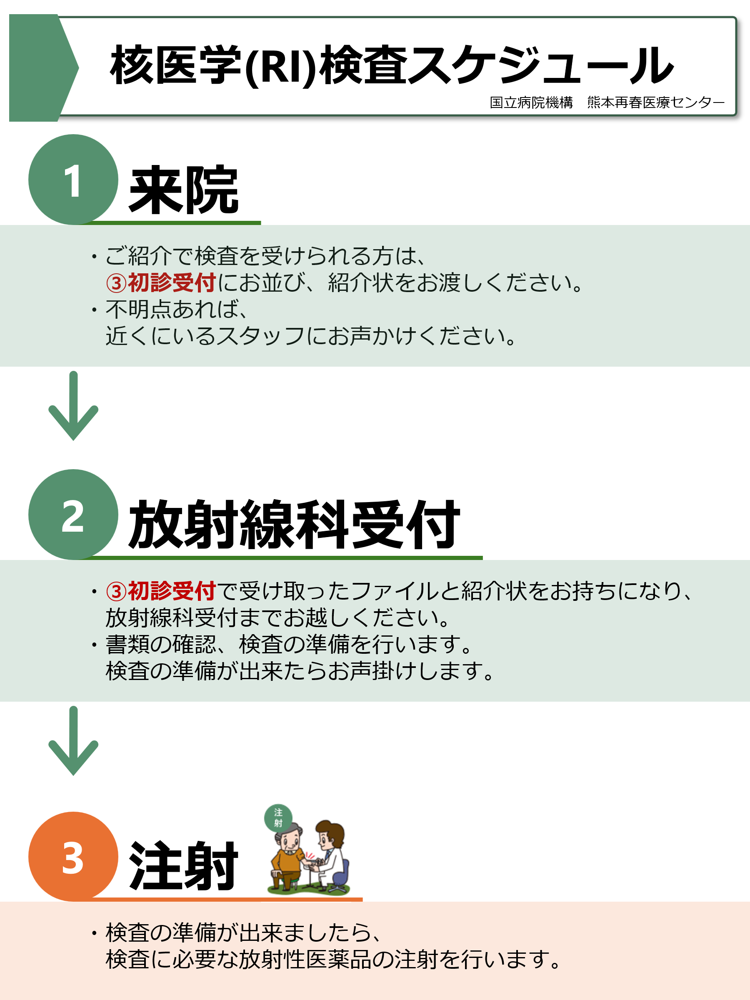 核医学(RI)検査スケジュール
国立病院機構　熊本再春医療センター
1
来院
・ご紹介で検査を受けられる方は、
③初診受付にお並び、紹介状をお渡しください。
・不明点あれば、
近くにいるスタッフにお声かけください。
2
放射線科受付
・③初診受付で受け取ったファイルと紹介状をお持ちになり、
放射線科受付までお越しください。
・書類の確認、検査の準備を行います。
検査の準備が出来たらお声掛けします。
3
注射
注
射
・検査の準備が出来ましたら、
検査に必要な放射性医薬品の注射を行います。